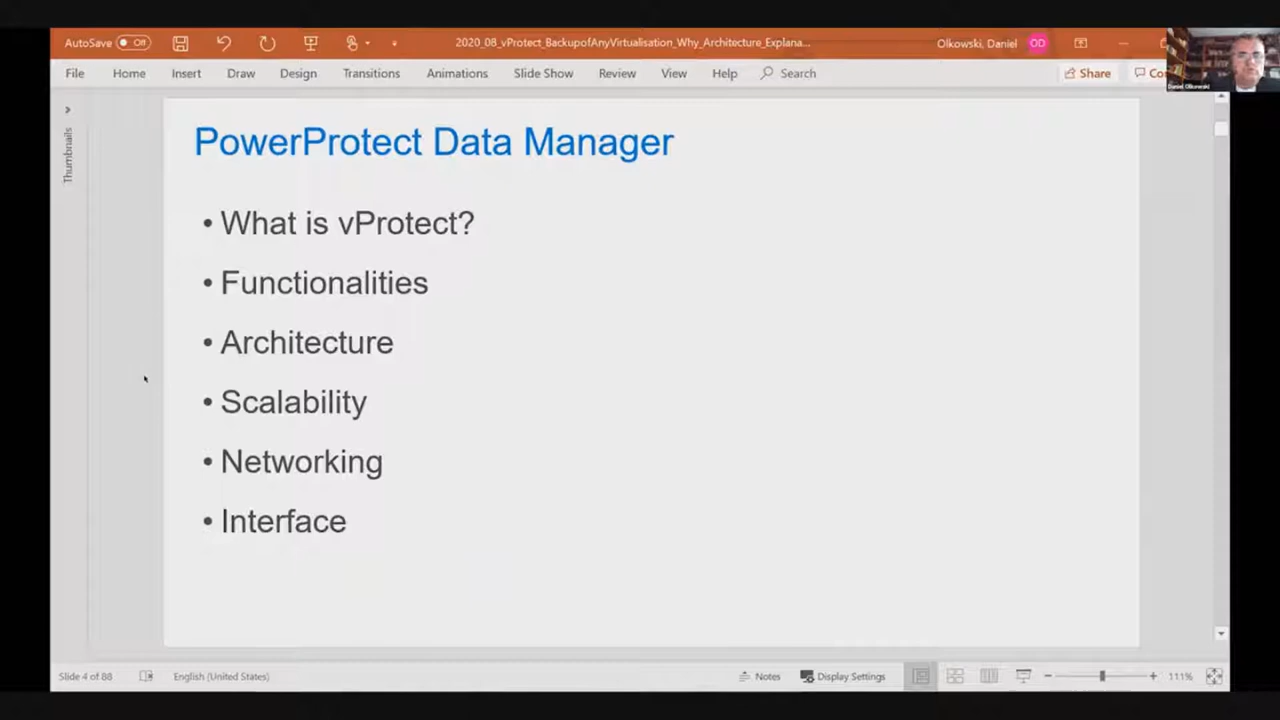 AutoSave Off
2020_08_vProtect_BackupofAnyVirtualisation_Why_Architecture_Explana...
Olkowski, Daniel OD
File Home Insert Draw Design Transitions Animations Slide Show Review View Help Search Share
Daniel Olkowski
Thumbnails
PowerProtect Data Manager
• What is vProtect?
• Functionalities
• Architecture
• Scalability
• Networking
• Interface
Slide 4 of 88 English (United States) Notes Display Settings 111%